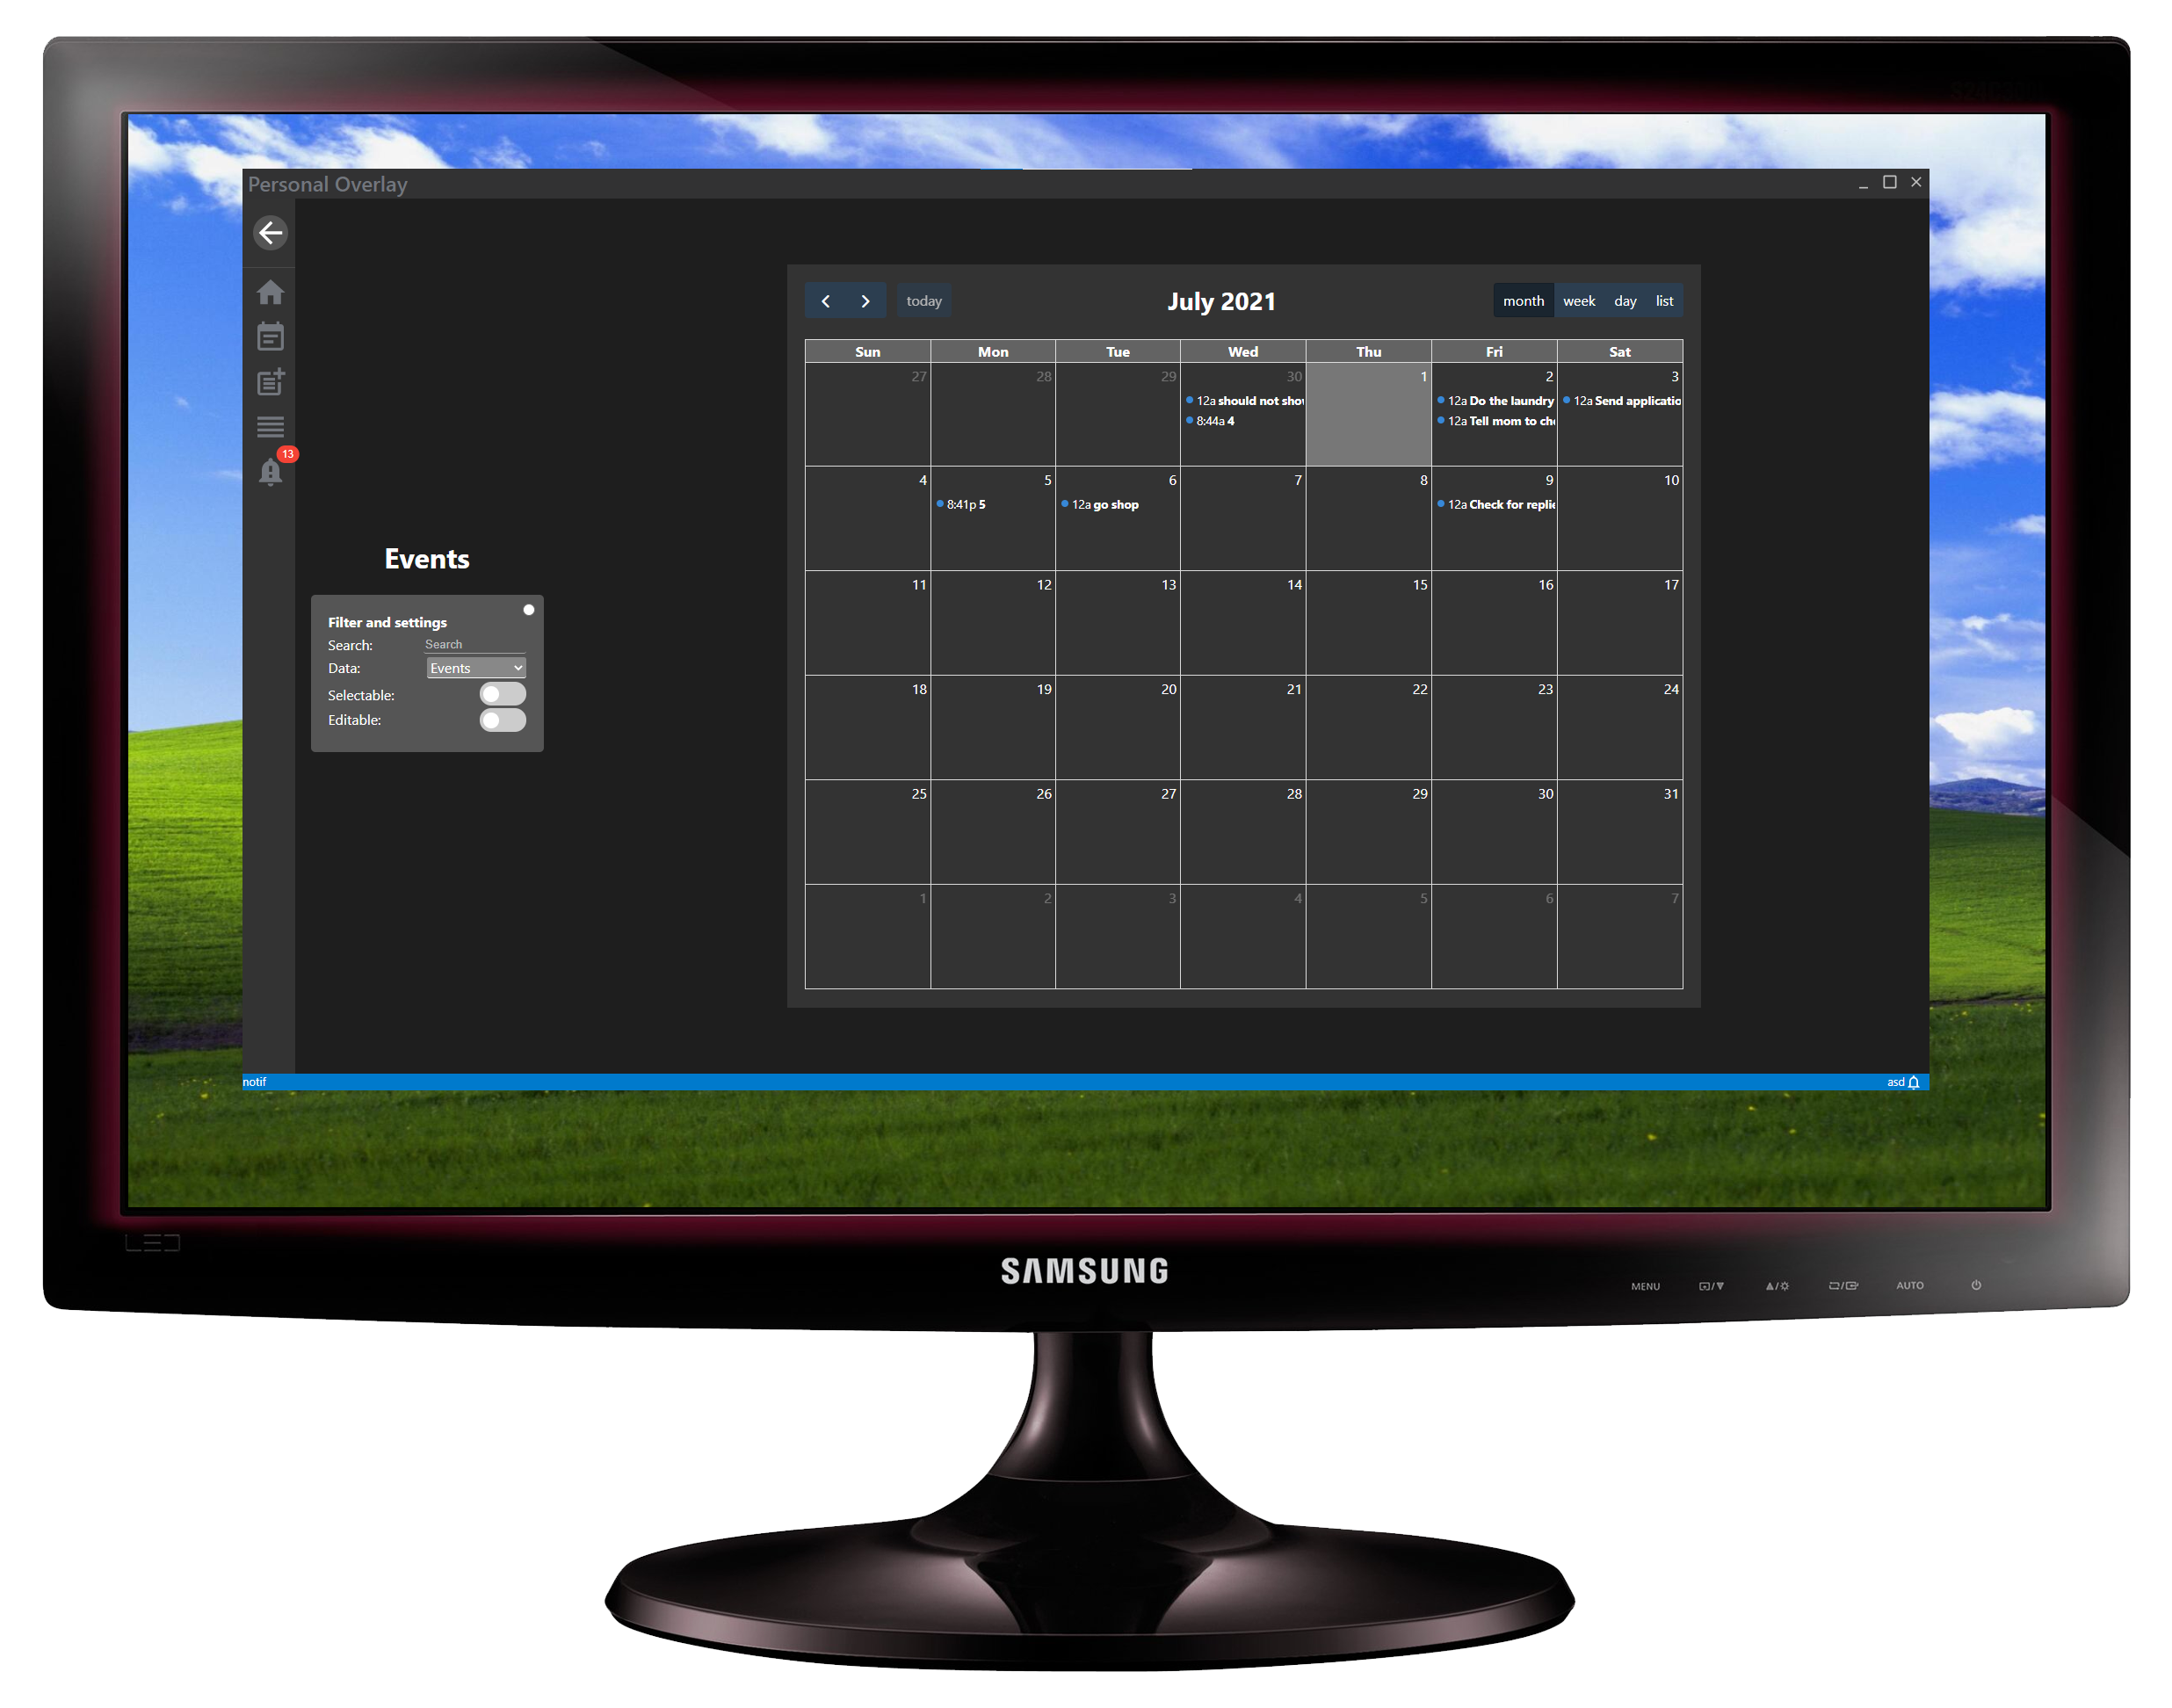 Personal Overlay
today
July 2021
month week day list
Sun Mon Tue Wed Thu Fri Sat
27 28 29 30 1 2 3
12a should not sho
12a Do the laundry
12a Send applicatio
8:44a 4
12a Tell mom to ch
13
4 5 6 7 8 9 10
8:41p 5
12a go shop
12a Check for repli
Events
11 12 13 14 15 16 17
Filter and settings
Search: Search
Data: Events
Selectable:
Editable:
18 19 20 21 22 23 24
25 26 27 28 29 30 31
1 2 3 4 5 6 7
notif
asd
LED
SAMSUNG
MENU
AUTO